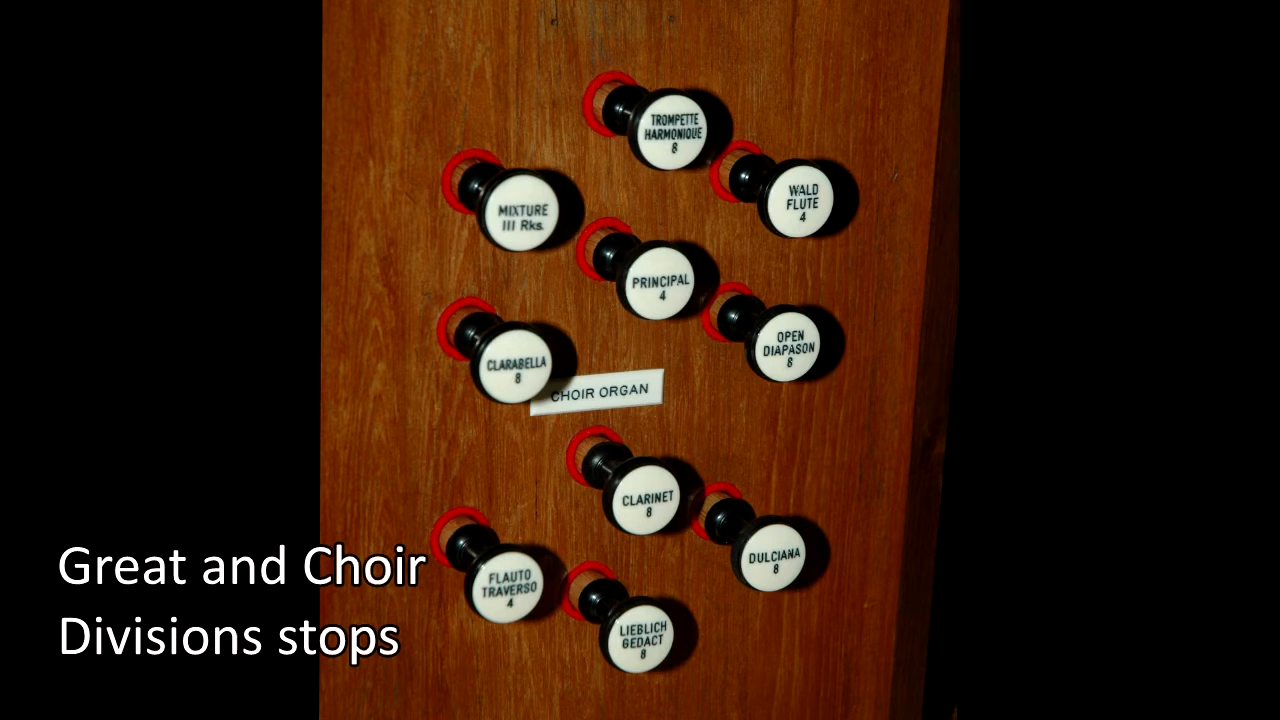 TROMPETTE
HARMONIQUE
8
WALD
FLUTE
4
MIXTURE
III Rks.
PRINCIPAL
4
OPEN
DIAPASON
8
CLARABELLA
8
CHOIR ORGAN
CLARINET
8
DULCIANA
8
FLAUTO
TRAVERSO
4
LIEBLICH
GEDACT
8
Great and Choir
Divisions stops